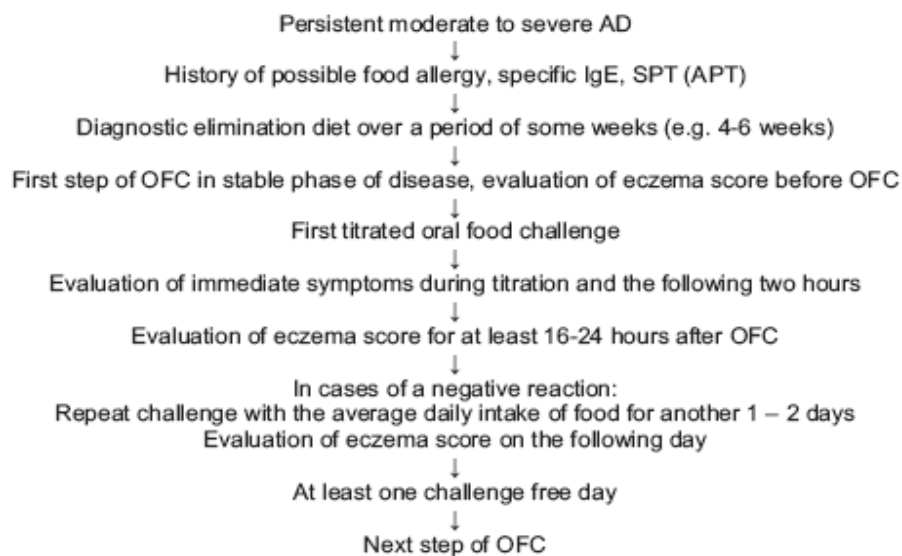 Persistent moderate to severe AD
↓
History of possible food allergy, specific IgE, SPT (APT)
↓
Diagnostic elimination diet over a period of some weeks (e.g. 4-6 weeks)
↓
First step of OFC in stable phase of disease, evaluation of eczema score before OFC
↓
First titrated oral food challenge
↓
Evaluation of immediate symptoms during titration and the following two hours
↓
Evaluation of eczema score for at least 16-24 hours after OFC
↓
In cases of a negative reaction:
Repeat challenge with the average daily intake of food for another 1 – 2 days
Evaluation of eczema score on the following day
↓
At least one challenge free day
↓
Next step of OFC